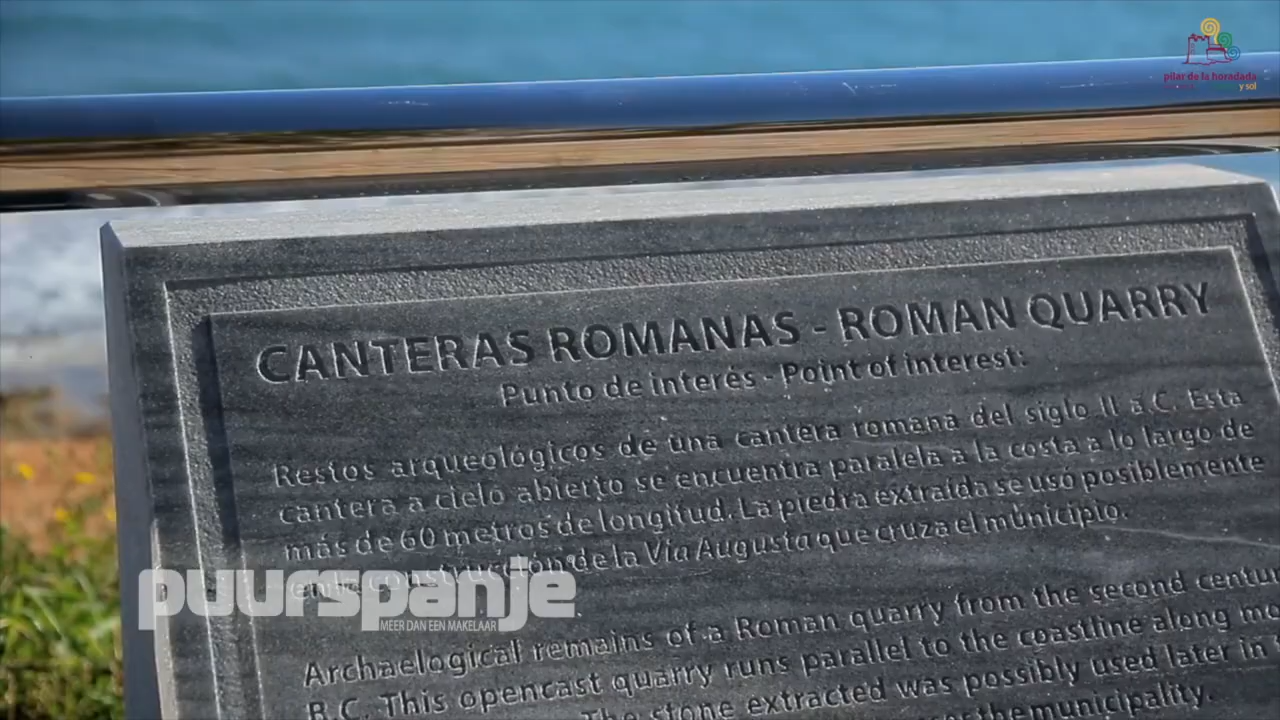 pilar de la horadada
y sol
CANTERAS ROMANAS - ROMAN QUARRY
Punto de interés - Point of interest:
Restos arqueológicos de una cantera romana del siglo II a.C. Esta
cantera a cielo abierto se encuentra paralela a la costa a lo largo de
más de 60 metros de longitud. La piedra extraída se usó posiblemente
en la construcción de la Vía Augusta que cruza el municipio.
puurspanje®
MEER DAN EEN MAKELAAR
Archaelogical remains of a Roman quarry from the second
B.C. This opencast quarry runs parallel to the coastline along
The stone extracted was possibly used later in
the municipality.